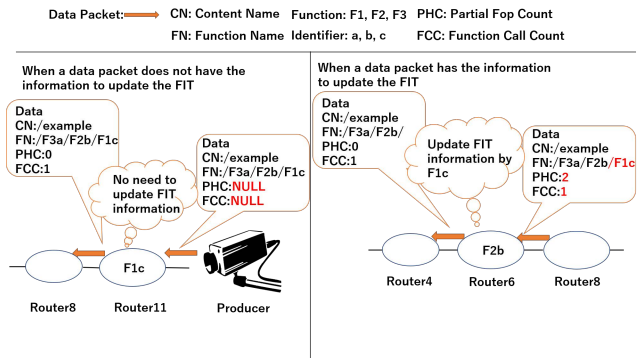 Data Packet: CN: Content Name Function: F1, F2, F3 PHC: Partial Fop Count
FN: Function Name Identifier: a, b, c FCC: Function Call Count
When a data packet does not have the
information to update the FIT
Data
CN:/example
FN:/F3a/F2b/F1c
PHC:0
FCC:1
No need to
update FIT
information
Data
CN:/example
FN:/F3a/F2b/F1c
PHC:NULL
FCC:NULL
F1c
Router8
Router11
Producer
When a data packet has the information
to update the FIT
Data
CN:/example
FN:/F3a/F2b/
PHC:0
FCC:1
Update FIT
information by
F1c
Data
CN:/example
FN:/F3a/F2b/F1c
PHC:2
FCC:1
F2b
Router4
Router6
Router8